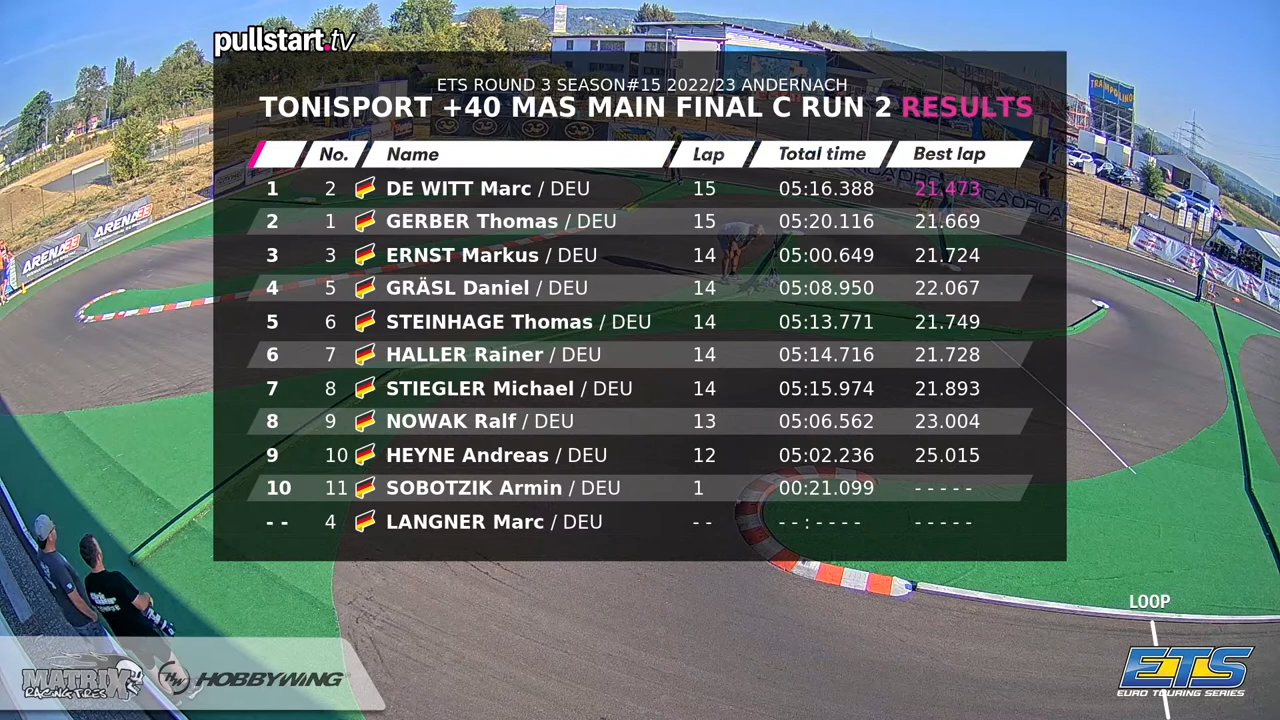 pullstart.tv
ETS ROUND 3 SEASON#15 2022/23 ANDERNACH
TONISPORT +40 MAS MAIN FINAL C RUN 2 RESULTS
No. Name Lap Total time Best lap
1 2 DE WITT Marc / DEU 15 05:16.388 21.473
2 1 GERBER Thomas / DEU 15 05:20.116 21.669
3 3 ERNST Markus / DEU 14 05:00.649 21.724
4 5 GRÄSL Daniel / DEU 14 05:08.950 22.067
5 6 STEINHAGE Thomas / DEU 14 05:13.771 21.749
6 7 HALLER Rainer / DEU 14 05:14.716 21.728
7 8 STIEGLER Michael / DEU 14 05:15.974 21.893
8 9 NOWAK Ralf / DEU 13 05:06.562 23.004
9 10 HEYNE Andreas / DEU 12 05:02.236 25.015
10 11 SOBOTZIK Armin / DEU 1 00:21.099 - - - - -
- - 4 LANGNER Marc / DEU - - - - : - - - - - - - - -
TRAMPOLINO
ARENA
ARENA
LOOP
MATRIX
RACING TIRES
HW HOBBYWING
ETS
EURO TOURING SERIES